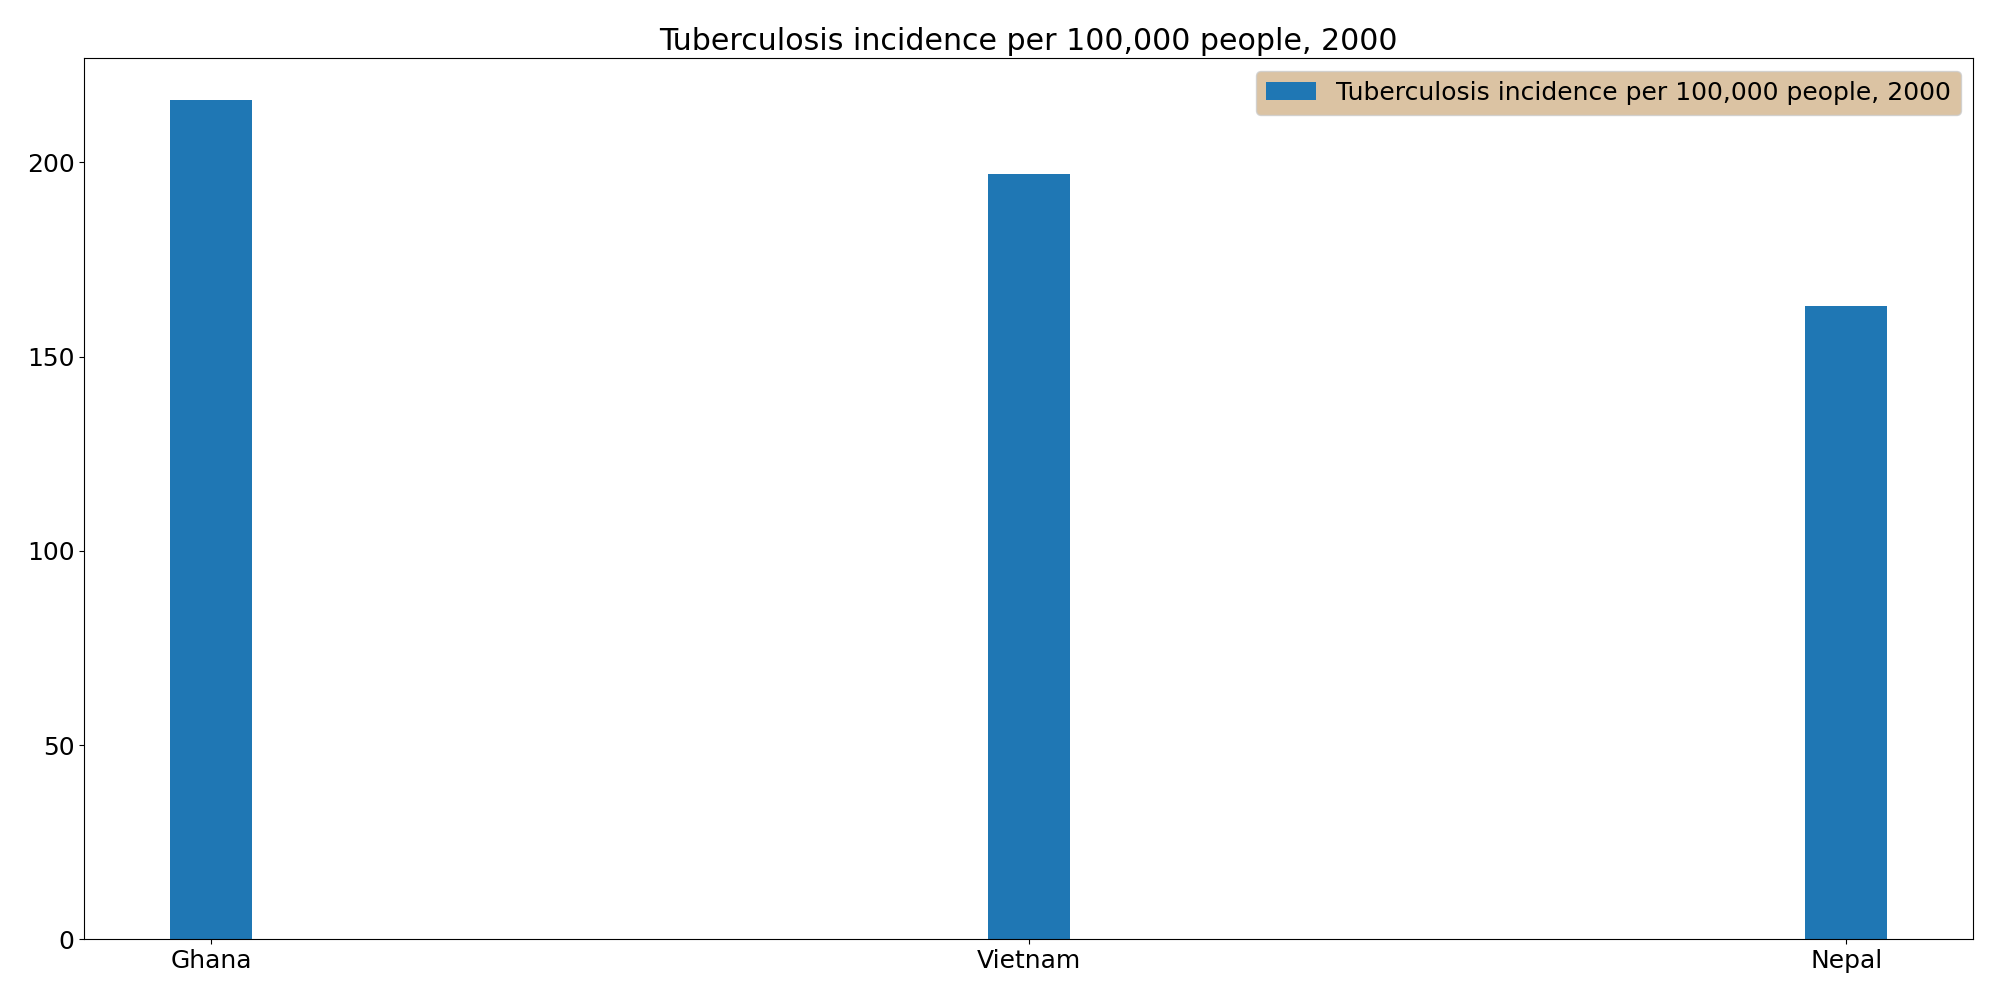 Tuberculosis incidence per 100,000 people, 2000
Tuberculosis incidence per 100,000 people, 2000
200
150
100
50
0
Ghana Vietnam Nepal